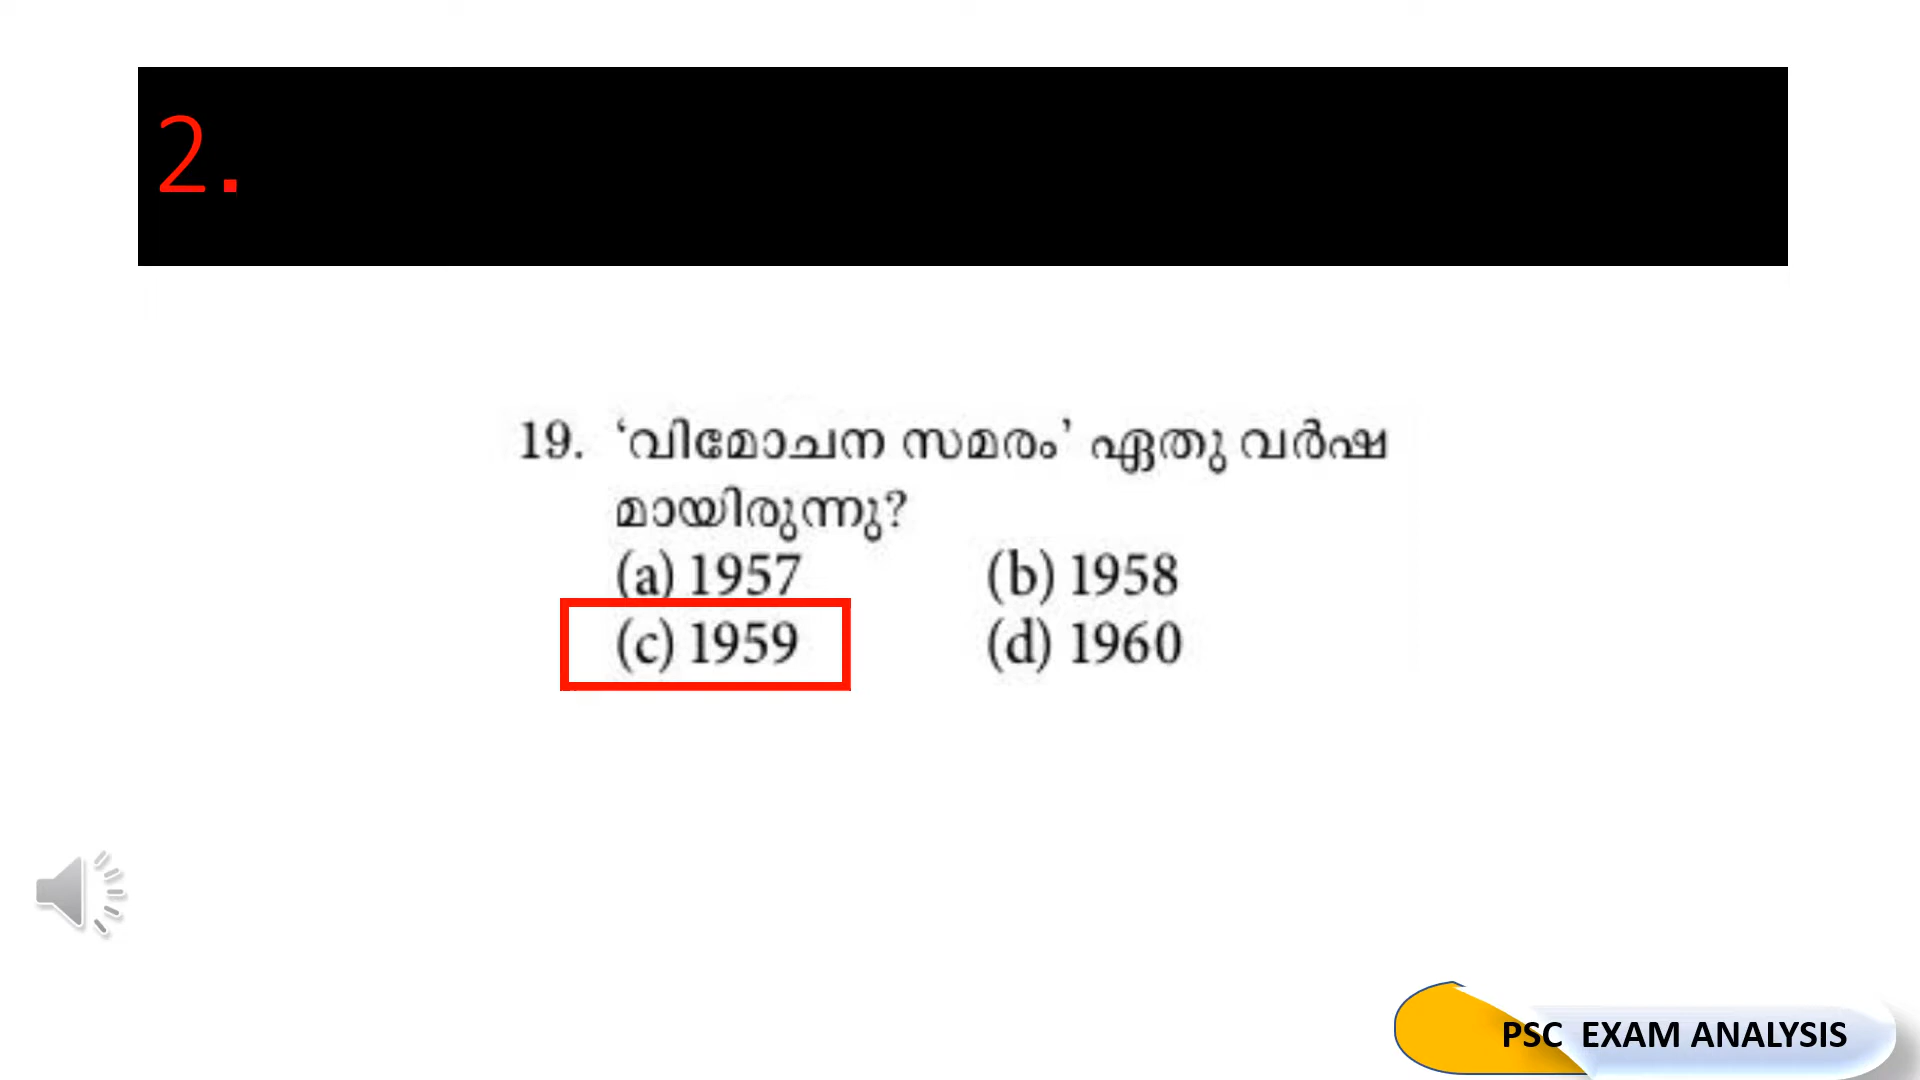 2.
19. ‘വിമോചന സമരം’ ഏതു വർഷ
മായിരുന്നു?
(a) 1957 (b) 1958
(c) 1959 (d) 1960
PSC EXAM ANALYSIS